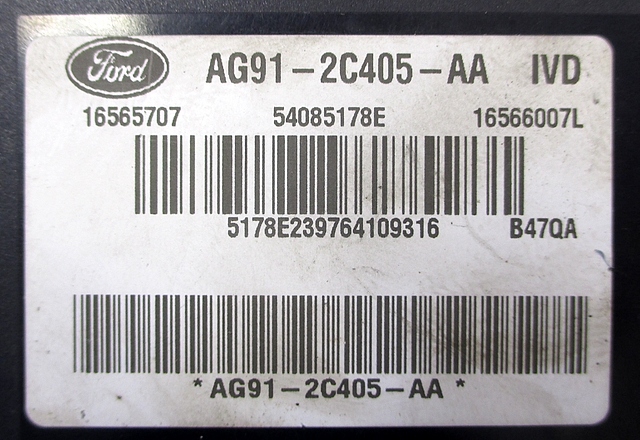 Ford AG91-2C405-AA IVD
16565707 54085178E 16566007L
5178E239764109316 B47QA
*AG91-2C405-AA*